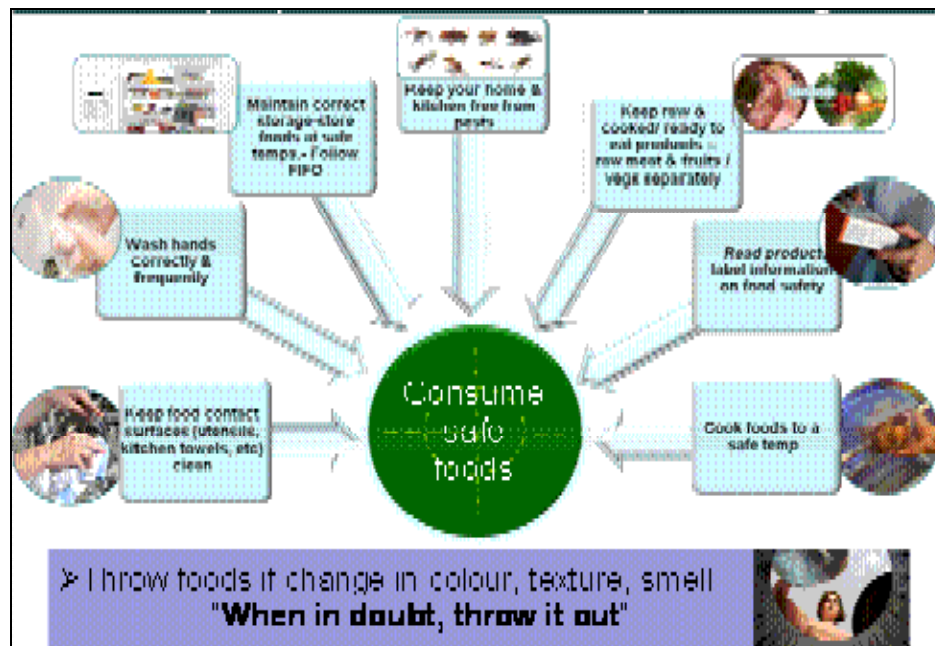 Keep your home &
kitchen free from
pests
Maintain correct
storage-store
foods at safe
temps.- Follow
FIFO
Keep raw &
cooked/ ready to
eat products –
raw meat & fruits /
vegs separately
Wash hands
correctly &
frequently
Read product
label information
on food safety
Keep food contact
surfaces (utensils,
kitchen towels, etc)
clean
Consume
safe
foods
Cook foods to a
safe temp
➢ Throw foods if change in colour, texture, smell
"When in doubt, throw it out"